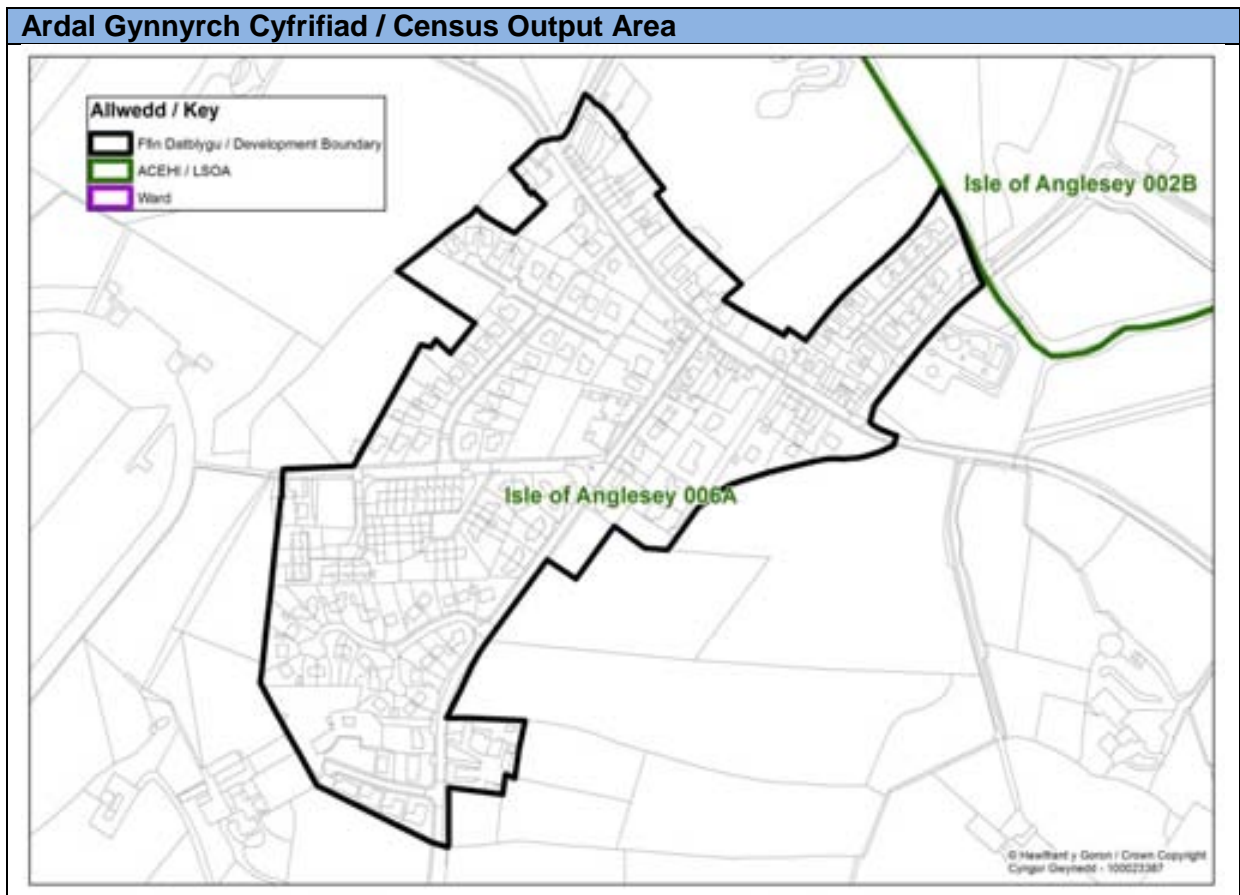 Ardal Gynnyrch Cyfrifiad / Census Output Area
Allwedd / Key
Ffin Datblygu / Development Boundary
ACEHI / LSOA
Ward
Isle of Anglesey 002B
Isle of Anglesey 006A
© Hawlfraint y Goron / Crown Copyright
Cyngor Gwynedd - 100023387